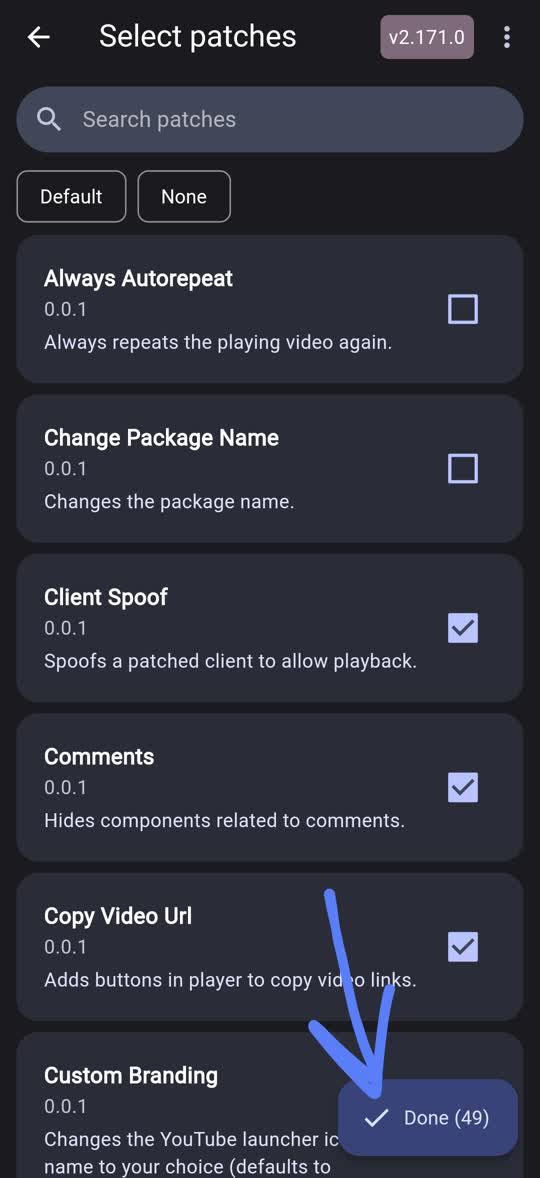 Select patches
v2.171.0
Search patches
Default
None
Always Autorepeat
0.0.1
Always repeats the playing video again.
Change Package Name
0.0.1
Changes the package name.
Client Spoof
0.0.1
Spoofs a patched client to allow playback.
Comments
0.0.1
Hides components related to comments.
Copy Video Url
0.0.1
Adds buttons in player to copy video links.
Custom Branding
0.0.1
Changes the YouTube launcher
name to your choice (defaults to
Done (49)